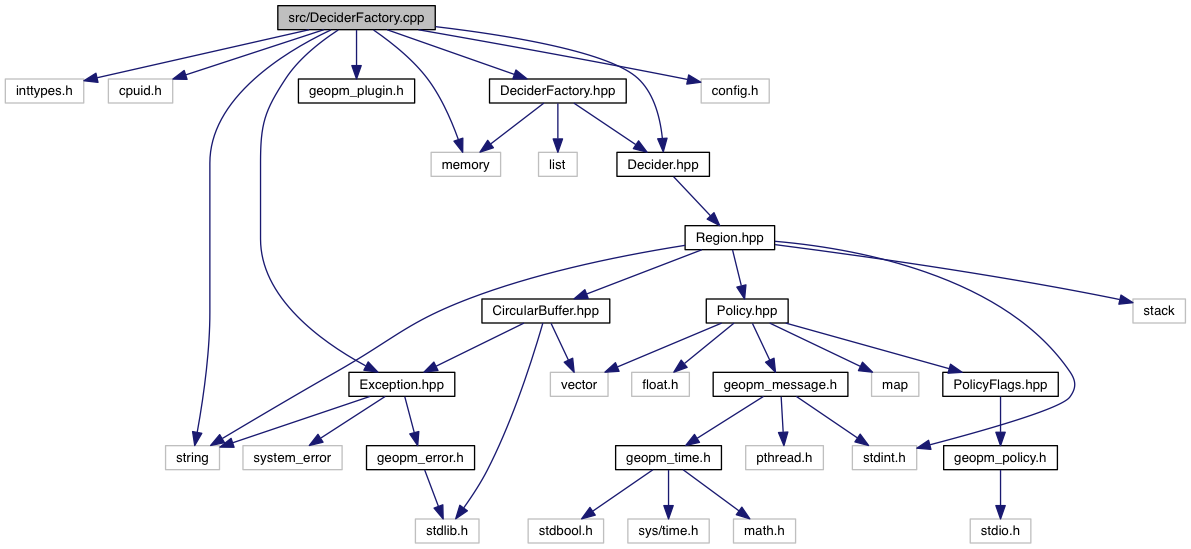 src/DeciderFactory.cpp
inttypes.h
cpuid.h
geopm_plugin.h
DeciderFactory.hpp
config.h
memory
list
Decider.hpp
Region.hpp
CircularBuffer.hpp
Policy.hpp
stack
Exception.hpp
vector
float.h
geopm_message.h
map
PolicyFlags.hpp
string
system_error
geopm_error.h
geopm_time.h
pthread.h
stdint.h
geopm_policy.h
stdlib.h
stdbool.h
sys/time.h
math.h
stdio.h